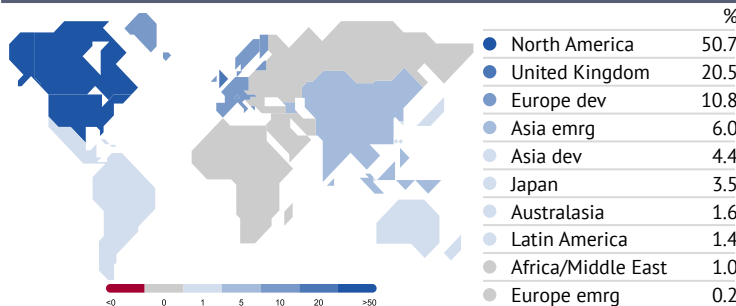 %
North America 50.7
United Kingdom 20.5
Europe dev 10.8
Asia emrg 6.0
Asia dev 4.4
Japan 3.5
Australasia 1.6
Latin America 1.4
Africa/Middle East 1.0
Europe emrg 0.2
<0 0 1 5 10 20 >50